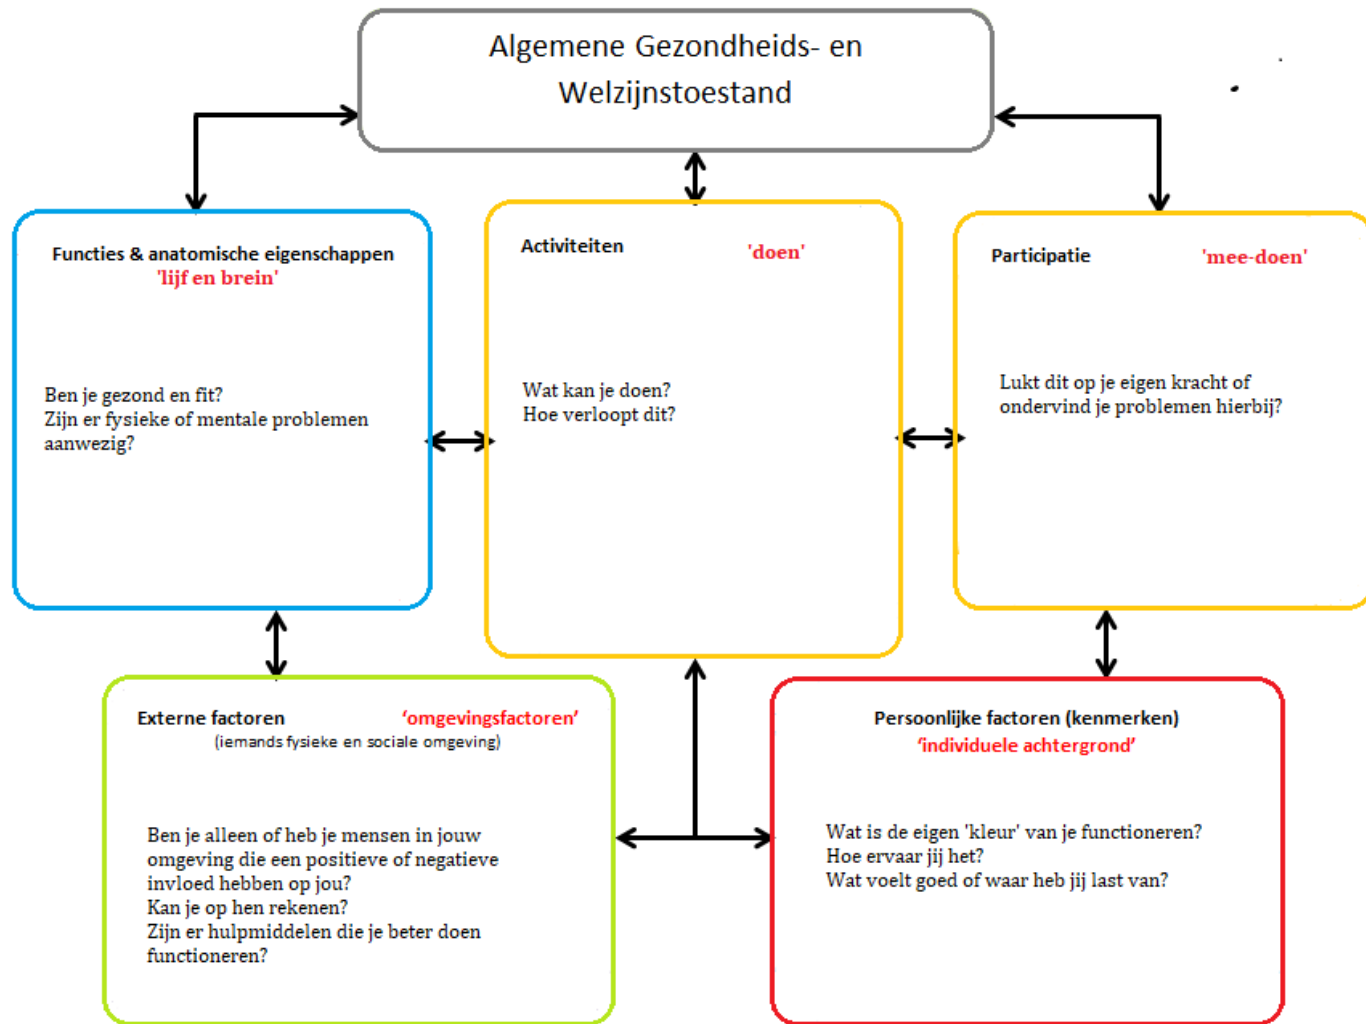 Algemene Gezondheids- en
Welzijnstoestand
Functies & anatomische eigenschappen
'lijf en brein'
Ben je gezond en fit?
Zijn er fysieke of mentale problemen
aanwezig?
Activiteiten 'doen'
Wat kan je doen?
Hoe verloopt dit?
Participatie 'mee-doen'
Lukt dit op je eigen kracht of
ondervind je problemen hierbij?
Externe factoren ‘omgevingsfactoren’
(iemands fysieke en sociale omgeving)
Ben je alleen of heb je mensen in jouw
omgeving die een positieve of negatieve
invloed hebben op jou?
Kan je op hen rekenen?
Zijn er hulpmiddelen die je beter doen
functioneren?
Persoonlijke factoren (kenmerken)
‘individuele achtergrond’
Wat is de eigen 'kleur' van je functioneren?
Hoe ervaar jij het?
Wat voelt goed of waar heb jij last van?